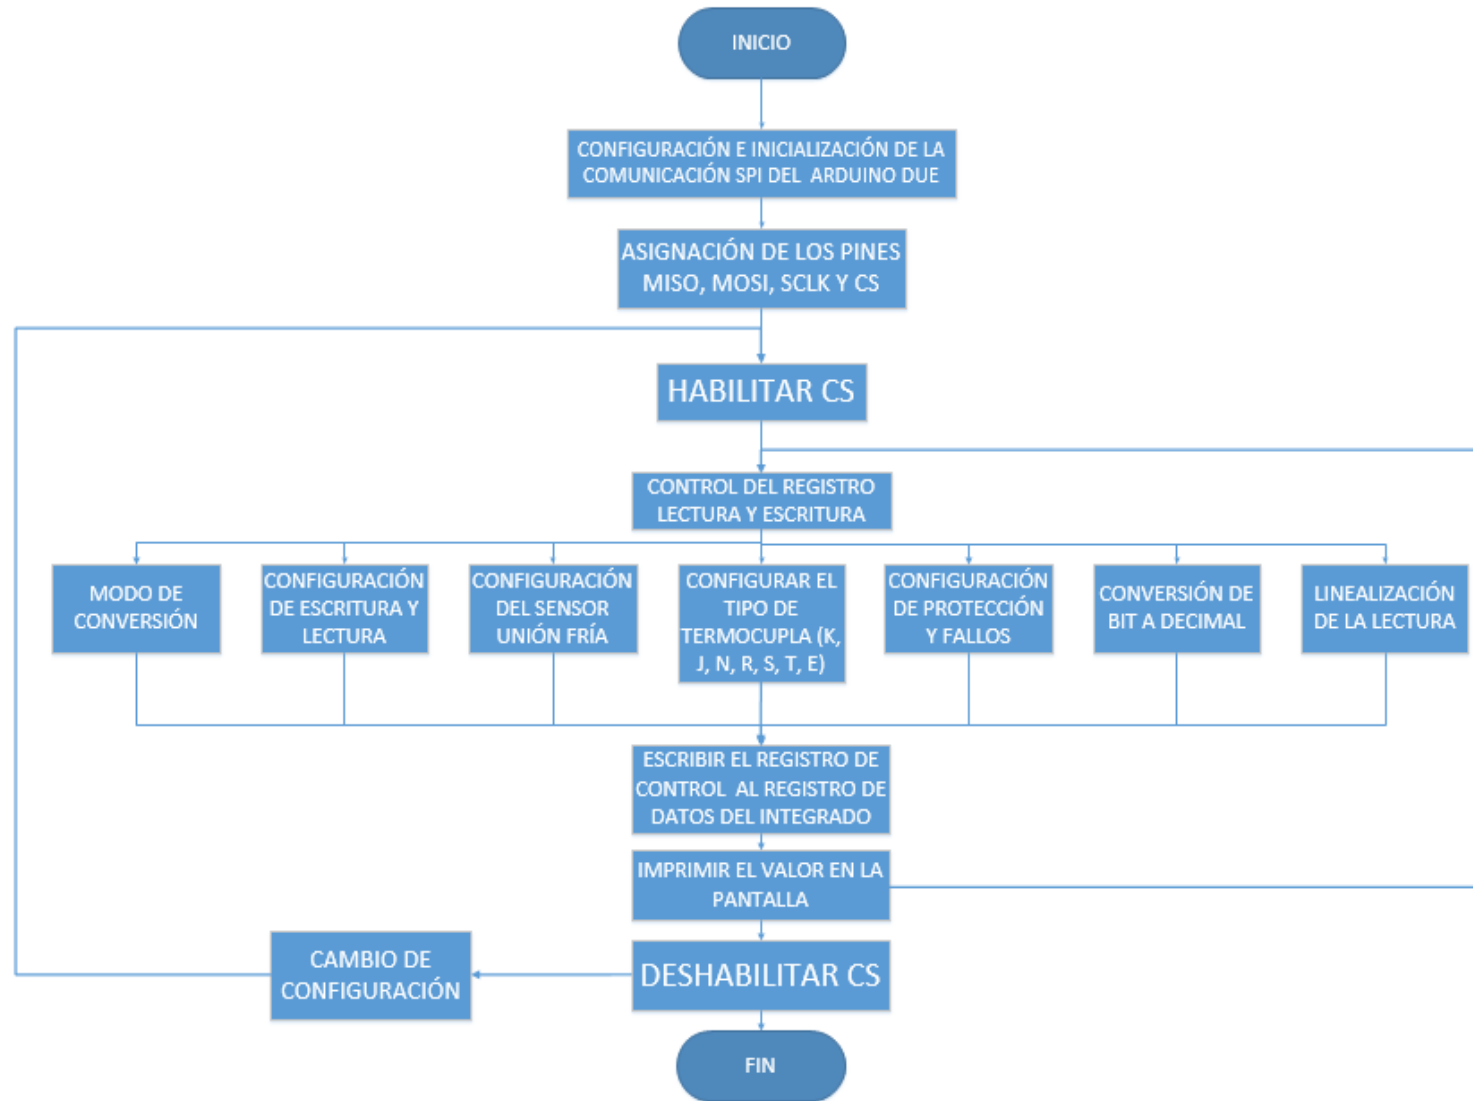 INICIO
CONFIGURACIÓN E INICIALIZACIÓN DE LA
COMUNICACIÓN SPI DEL ARDUINO DUE
ASIGNACIÓN DE LOS PINES
MISO, MOSI, SCLK Y CS
HABILITAR CS
CONTROL DEL REGISTRO
LECTURA Y ESCRITURA
MODO DE
CONVERSIÓN
CONFIGURACIÓN
DE ESCRITURA Y
LECTURA
CONFIGURACIÓN
DEL SENSOR
UNIÓN FRÍA
CONFIGURAR EL
TIPO DE
TERMOCUPLA (K,
J, N, R, S, T, E)
CONFIGURACIÓN
DE PROTECCIÓN
Y FALLOS
CONVERSIÓN DE
BIT A DECIMAL
LINEALIZACIÓN
DE LA LECTURA
ESCRIBIR EL REGISTRO DE
CONTROL AL REGISTRO DE
DATOS DEL INTEGRADO
IMPRIMIR EL VALOR EN LA
PANTALLA
DESHABILITAR CS
CAMBIO DE
CONFIGURACIÓN
FIN